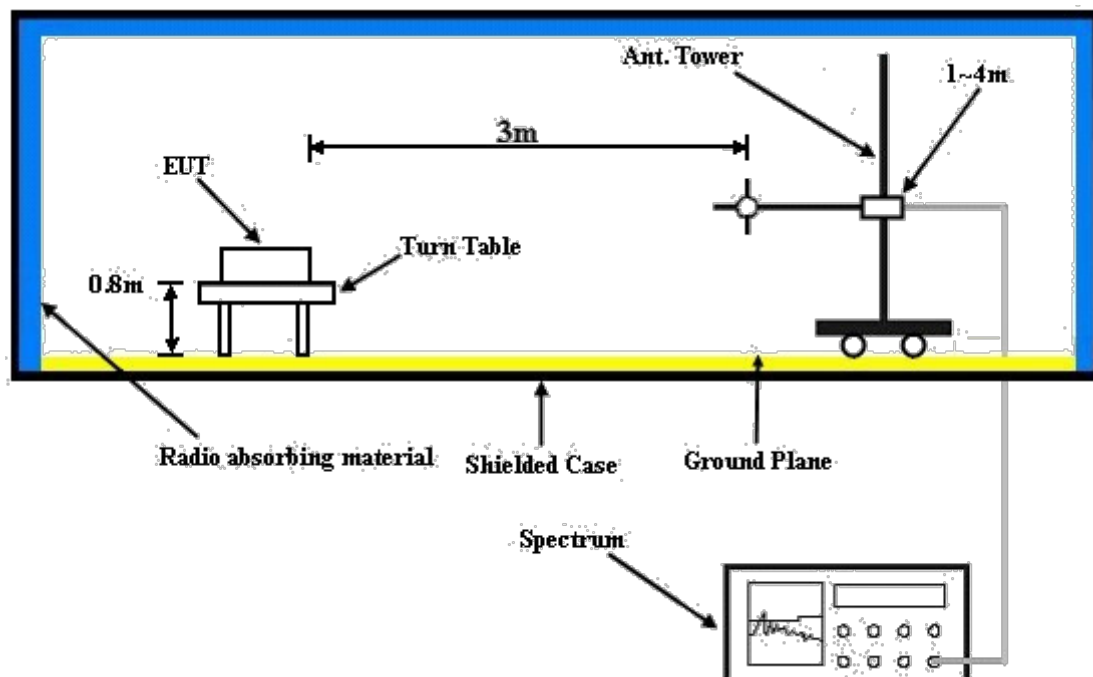 Ant. Tower
1~4m
3m
EUT
Turn Table
0.8m
Radio absorbing material
Shielded Case
Ground Plane
Spectrum